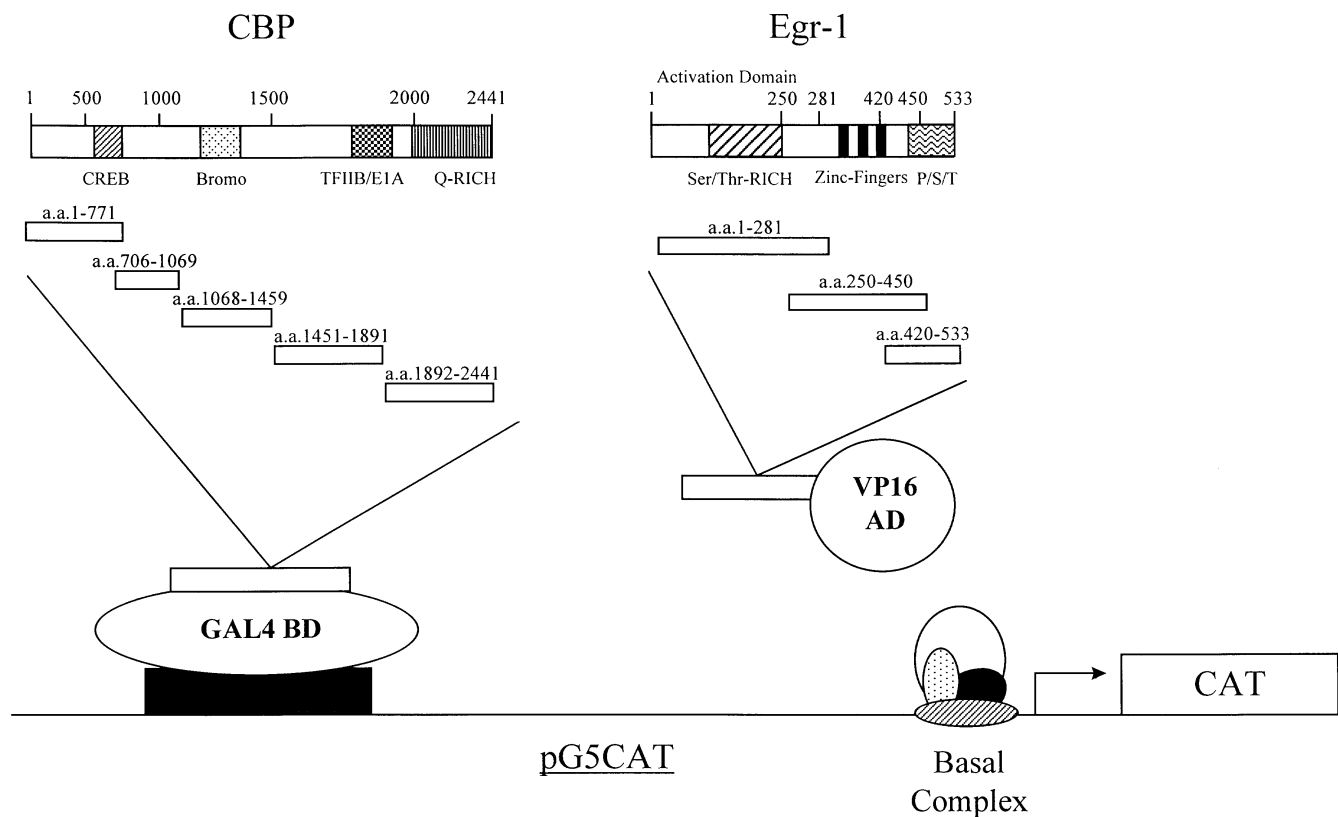 CBP
1 500 1000 1500 2000 2441
CREB Bromo TFIIB/E1A Q-RICH
a.a.1-771
a.a.706-1069
a.a.1068-1459
a.a.1451-1891
a.a.1892-2441
GAL4 BD
Egr-1
Activation Domain
1 250 281 420 450 533
Ser/Thr-RICH Zinc-Fingers P/S/T
a.a.1-281
a.a.250-450
a.a.420-533
VP16
AD
CAT
pG5CAT
Basal
Complex